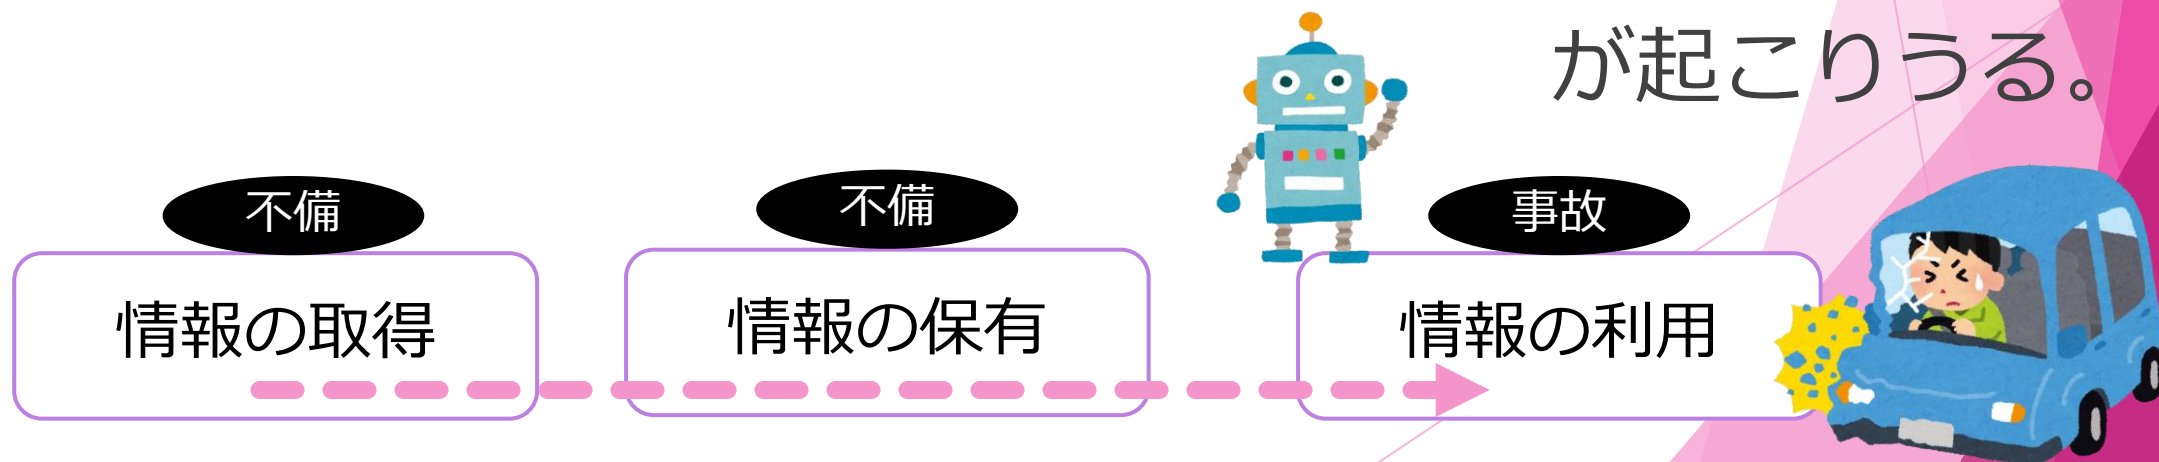 が起こりうる。
不備
不備
事故
情報の取得
情報の保有
情報の利用